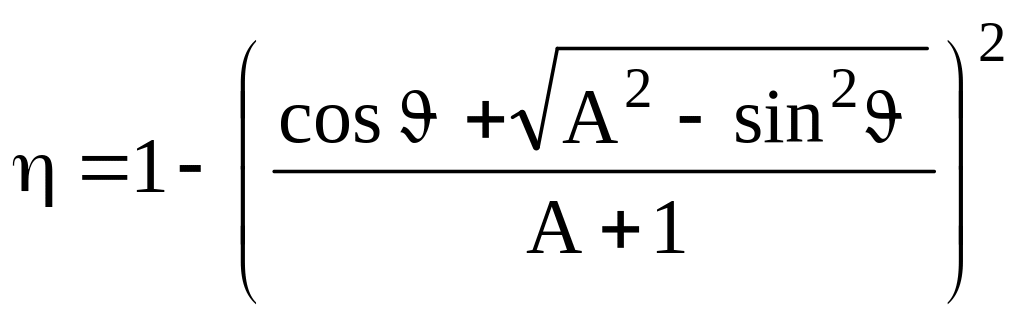 η = 1 - ( (cos ϑ + √(A² - sin²ϑ)) / (A + 1) )²